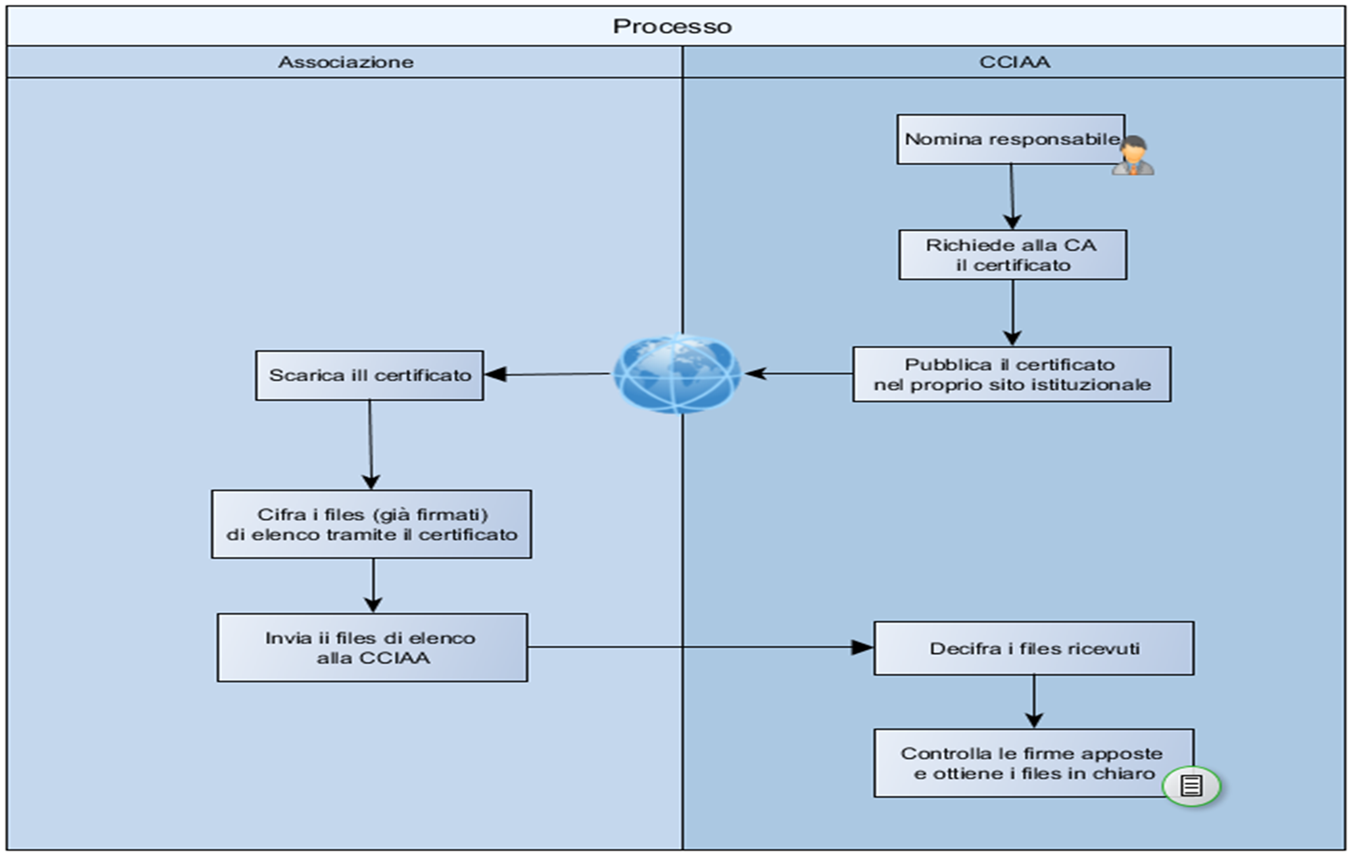 Processo
Associazione
CCIAA
Nomina responsabile
Richiede alla CA
il certificato
Pubblica il certificato
nel proprio sito istituzionale
Scarica ill certificato
Cifra i files (già firmati)
di elenco tramite il certificato
Invia ii files di elenco
alla CCIAA
Decifra i files ricevuti
Controlla le firme apposte
e ottiene i files in chiaro